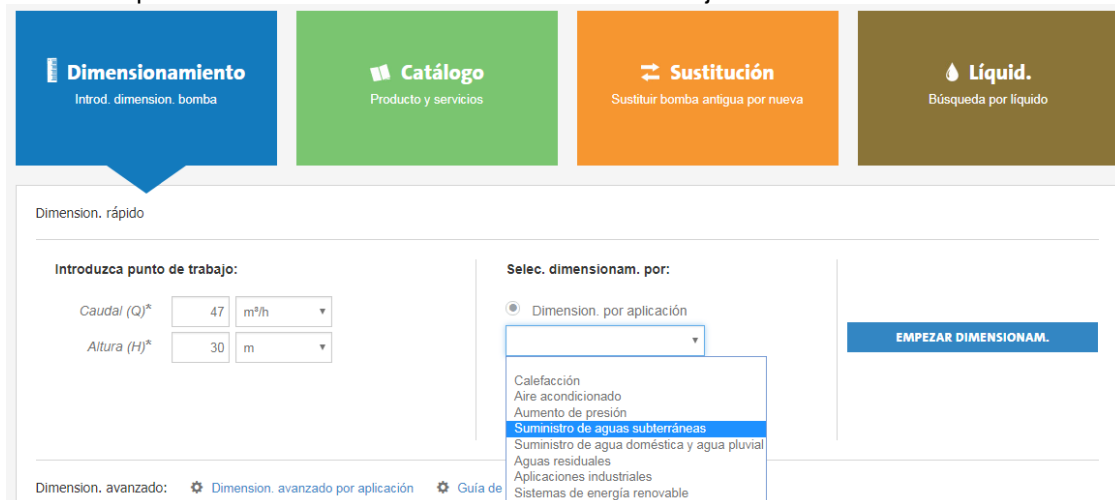 Dimensionamiento
Introd. dimension. bomba
Catálogo
Producto y servicios
Sustitución
Sustituir bomba antigua por nueva
Líquid.
Búsqueda por líquido
Dimension. rápido
Introduzca punto de trabajo:
Caudal (Q)* 47 m³/h
Altura (H)* 30 m
Selec. dimensionam. por:
Dimension. por aplicación
Calefacción
Aire acondicionado
Aumento de presión
Suministro de aguas subterráneas
Suministro de agua doméstica y agua pluvial
Aguas residuales
Aplicaciones industriales
Sistemas de energía renovable
EMPEZAR DIMENSIONAM.
Dimension. avanzado: Dimension. avanzado por aplicación Guía de